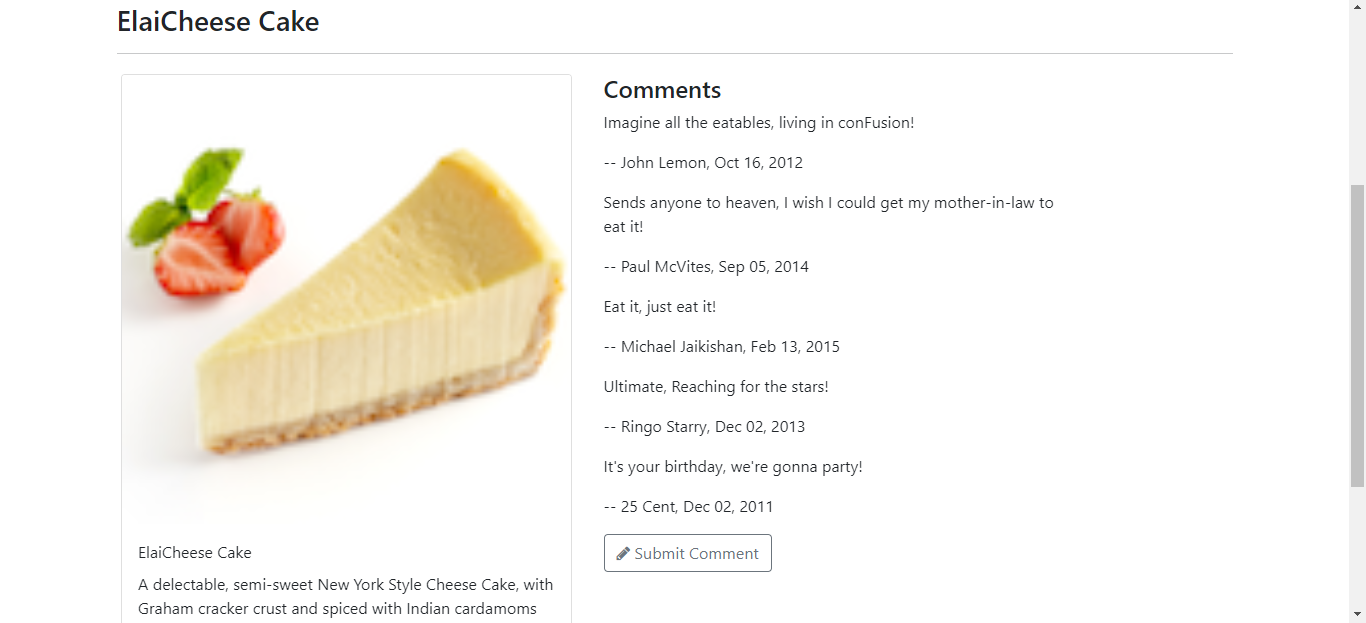 ElaiCheese Cake
Comments
Imagine all the eatables, living in conFusion!
-- John Lemon, Oct 16, 2012
Sends anyone to heaven, I wish I could get my mother-in-law to
eat it!
-- Paul McVites, Sep 05, 2014
Eat it, just eat it!
-- Michael Jaikishan, Feb 13, 2015
Ultimate, Reaching for the stars!
-- Ringo Starry, Dec 02, 2013
It's your birthday, we're gonna party!
-- 25 Cent, Dec 02, 2011
Submit Comment
ElaiCheese Cake
A delectable, semi-sweet New York Style Cheese Cake, with
Graham cracker crust and spiced with Indian cardamoms